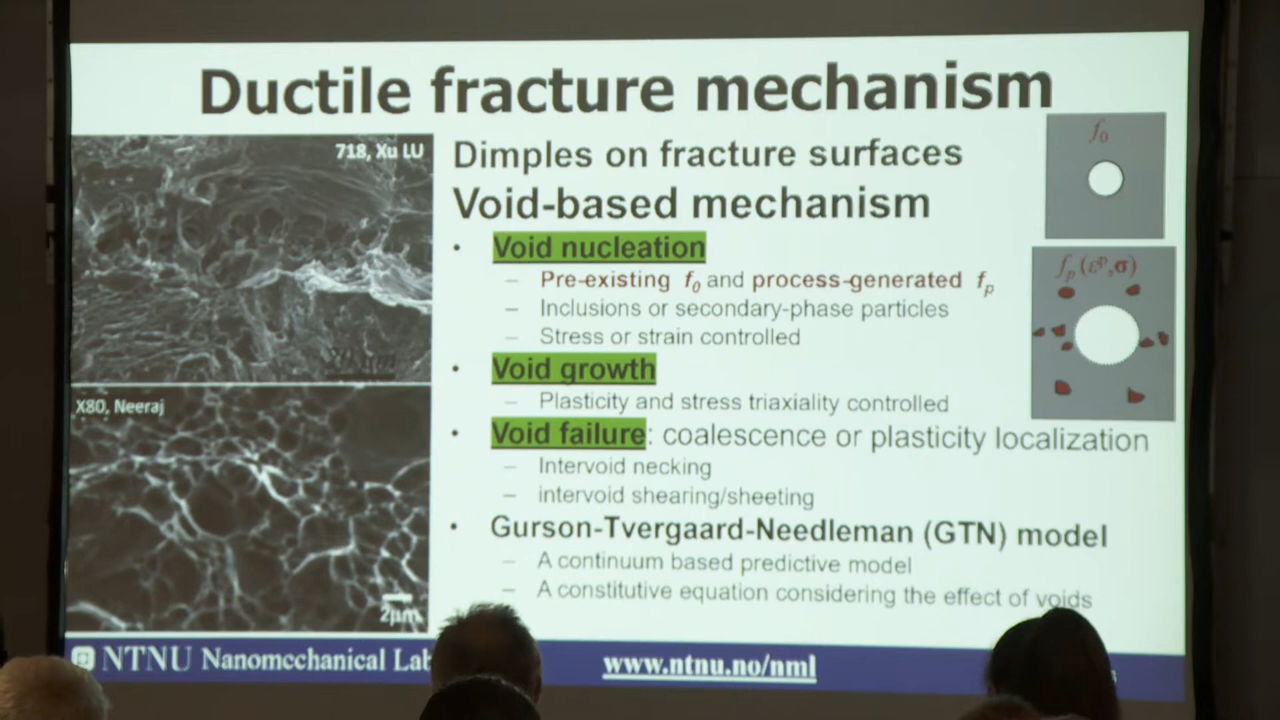 Ductile fracture mechanism
718, Xu LU
X80, Neeraj
2μm
Dimples on fracture surfaces
Void-based mechanism
• Void nucleation
– Pre-existing f0 and process-generated fp
– Inclusions or secondary-phase particles
– Stress or strain controlled
• Void growth
– Plasticity and stress triaxiality controlled
• Void failure: coalescence or plasticity localization
– Intervoid necking
– intervoid shearing/sheeting
• Gurson-Tvergaard-Needleman (GTN) model
– A continuum based predictive model
– A constitutive equation considering the effect of voids
f0
fp(εp,σ)
NTNU Nanomechanical Lab
www.ntnu.no/nml